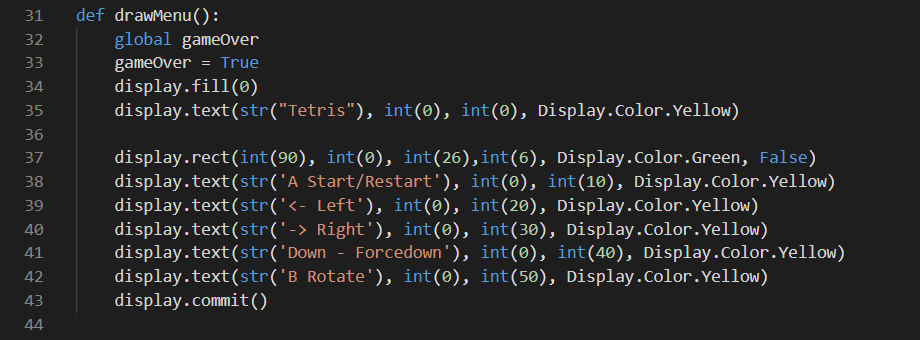 31 def drawMenu():
32 global gameOver
33 gameOver = True
34 display.fill(0)
35 display.text(str("Tetris"), int(0), int(0), Display.Color.Yellow)
36
37 display.rect(int(90), int(0), int(26),int(6), Display.Color.Green, False)
38 display.text(str('A Start/Restart'), int(0), int(10), Display.Color.Yellow)
39 display.text(str('<- Left'), int(0), int(20), Display.Color.Yellow)
40 display.text(str('-> Right'), int(0), int(30), Display.Color.Yellow)
41 display.text(str('Down - Forcedown'), int(0), int(40), Display.Color.Yellow)
42 display.text(str('B Rotate'), int(0), int(50), Display.Color.Yellow)
43 display.commit()
44